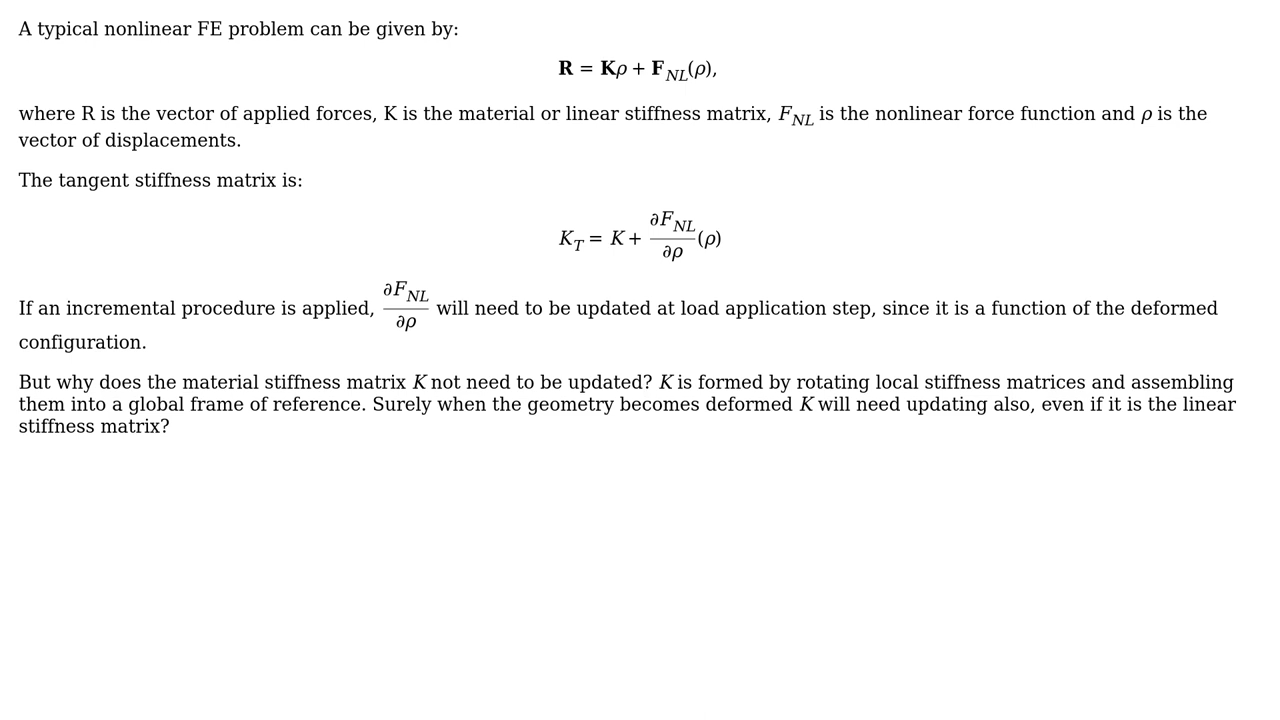 A typical nonlinear FE problem can be given by:
R = Kρ + F_NL(ρ),
where R is the vector of applied forces, K is the material or linear stiffness matrix, F_NL is the nonlinear force function and ρ is the
vector of displacements.
The tangent stiffness matrix is:
K_T = K + ∂F_NL/∂ρ (ρ)
If an incremental procedure is applied, ∂F_NL/∂ρ will need to be updated at load application step, since it is a function of the deformed
configuration.
But why does the material stiffness matrix K not need to be updated? K is formed by rotating local stiffness matrices and assembling
them into a global frame of reference. Surely when the geometry becomes deformed K will need updating also, even if it is the linear
stiffness matrix?